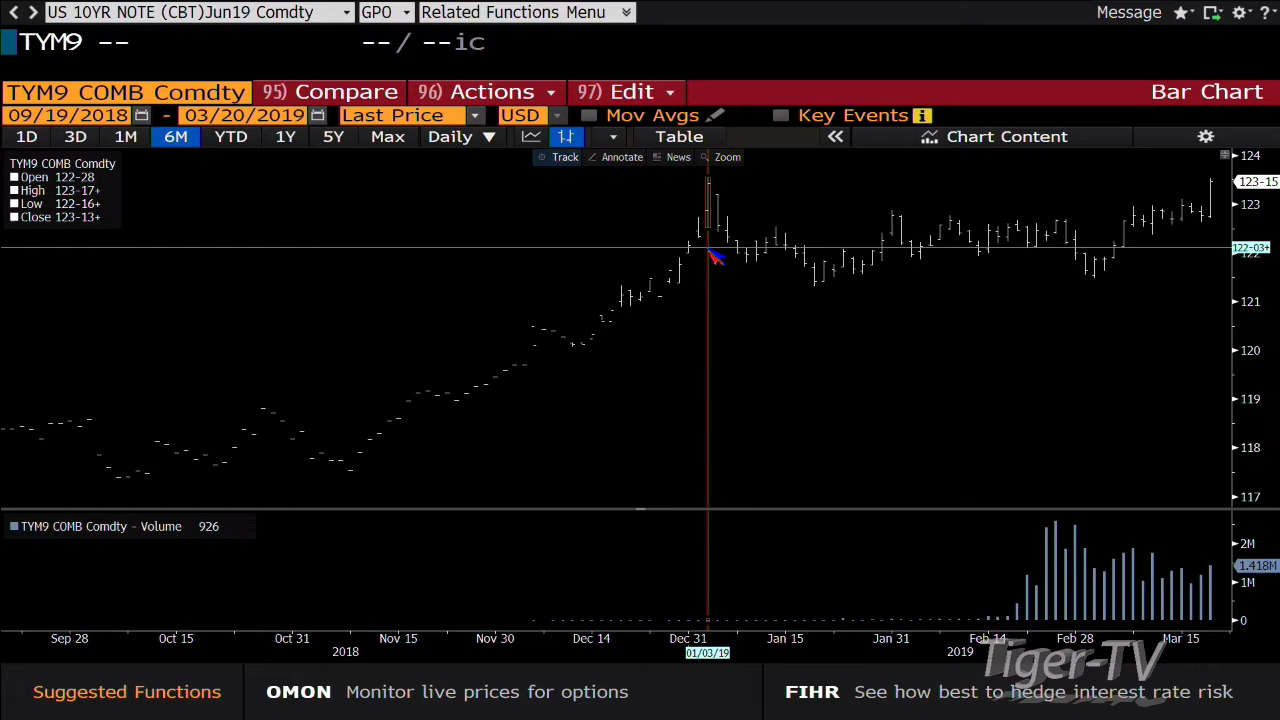 US 10YR NOTE (CBT)Jun19 Comdty GPO Related Functions Menu Message ?
TYM9 -- --/ --ic
TYM9 COMB Comdty 95) Compare 96) Actions 97) Edit Bar Chart
09/19/2018 - 03/20/2019 Last Price USD Mov Avgs Key Events i
1D 3D 1M 6M YTD 1Y 5Y Max Daily Table Chart Content
Track Annotate News Zoom
TYM9 COMB Comdty
Open 122-28
High 123-17+
Low 122-16+
Close 123-13+
124
123-15
123
122-03+
122
121
120
119
118
117
TYM9 COMB Comdty - Volume 926
2M
1.418M
1M
0
Sep 28 Oct 15 Oct 31 Nov 15 Nov 30 Dec 14 Dec 31 Jan 15 Jan 31 Feb 14 Feb 28 Mar 15
2018 01/03/19 2019
Tiger-TV
Suggested Functions OMON Monitor live prices for options FIHR See how best to hedge interest rate risk